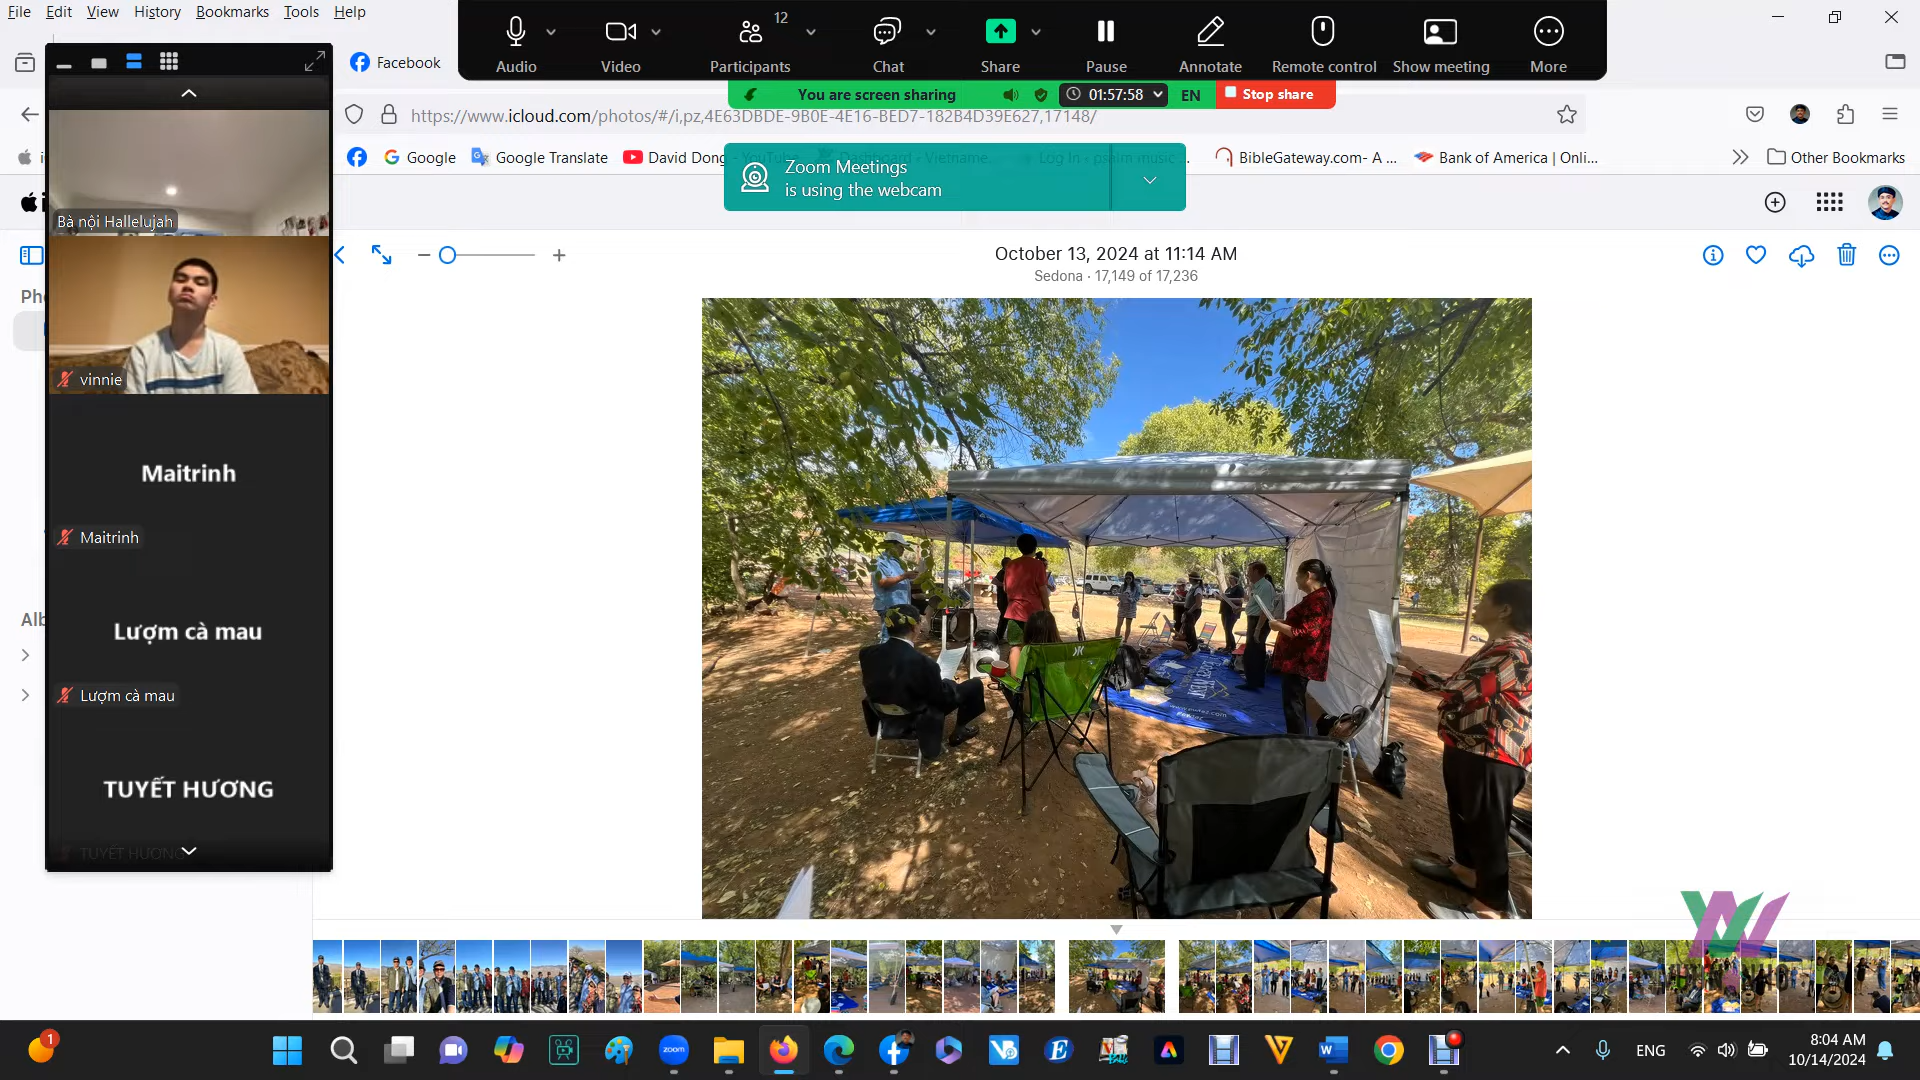 File Edit View History Bookmarks Tools Help
12
Audio Video Participants Chat Share Pause Annotate Remote control Show meeting More
Facebook
You are screen sharing 01:57:58 EN Stop share
https://www.icloud.com/photos/#/i,pz,4E63DBDE-9B0E-4E16-BED7-182B4D39E627,17148/
Google Google Translate David Dong BibleGateway.com- A ... Bank of America | Onli... Other Bookmarks
Zoom Meetings
is using the webcam
Bà nội Hallelujah
October 13, 2024 at 11:14 AM
Sedona · 17,149 of 17,236
vinnie
Maitrinh
Maitrinh
Lượm cà mau
Lượm cà mau
TUYẾT HƯƠNG
TUYẾT HƯƠNG
zoom
ENG
8:04 AM
10/14/2024
1